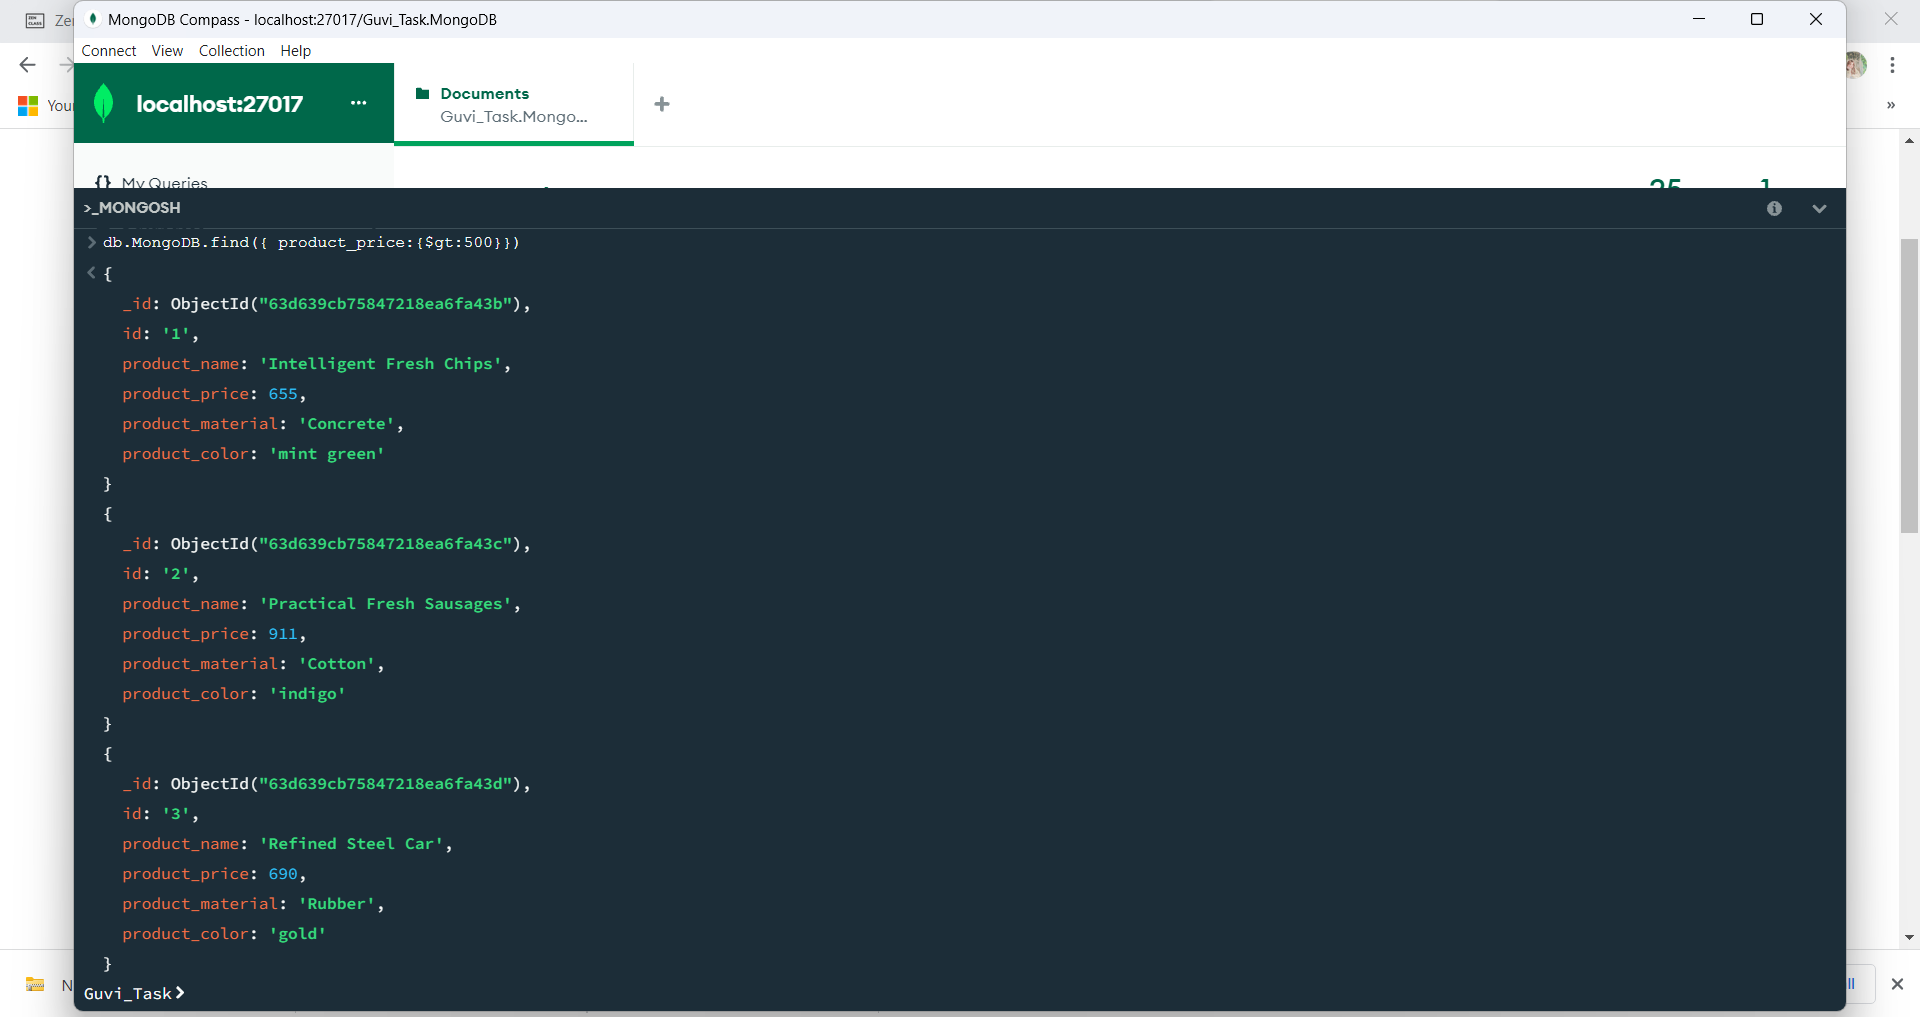 MongoDB Compass - localhost:27017/Guvi_Task.MongoDB
Connect View Collection Help
localhost:27017 ...
Documents
Guvi_Task.Mongo...
You
»
{} My Queries
25 1
>_MONGOSH
> db.MongoDB.find({ product_price:{$gt:500}})
< {
_id: ObjectId("63d639cb75847218ea6fa43b"),
id: '1',
product_name: 'Intelligent Fresh Chips',
product_price: 655,
product_material: 'Concrete',
product_color: 'mint green'
}
{
_id: ObjectId("63d639cb75847218ea6fa43c"),
id: '2',
product_name: 'Practical Fresh Sausages',
product_price: 911,
product_material: 'Cotton',
product_color: 'indigo'
}
{
_id: ObjectId("63d639cb75847218ea6fa43d"),
id: '3',
product_name: 'Refined Steel Car',
product_price: 690,
product_material: 'Rubber',
product_color: 'gold'
}
Guvi_Task>